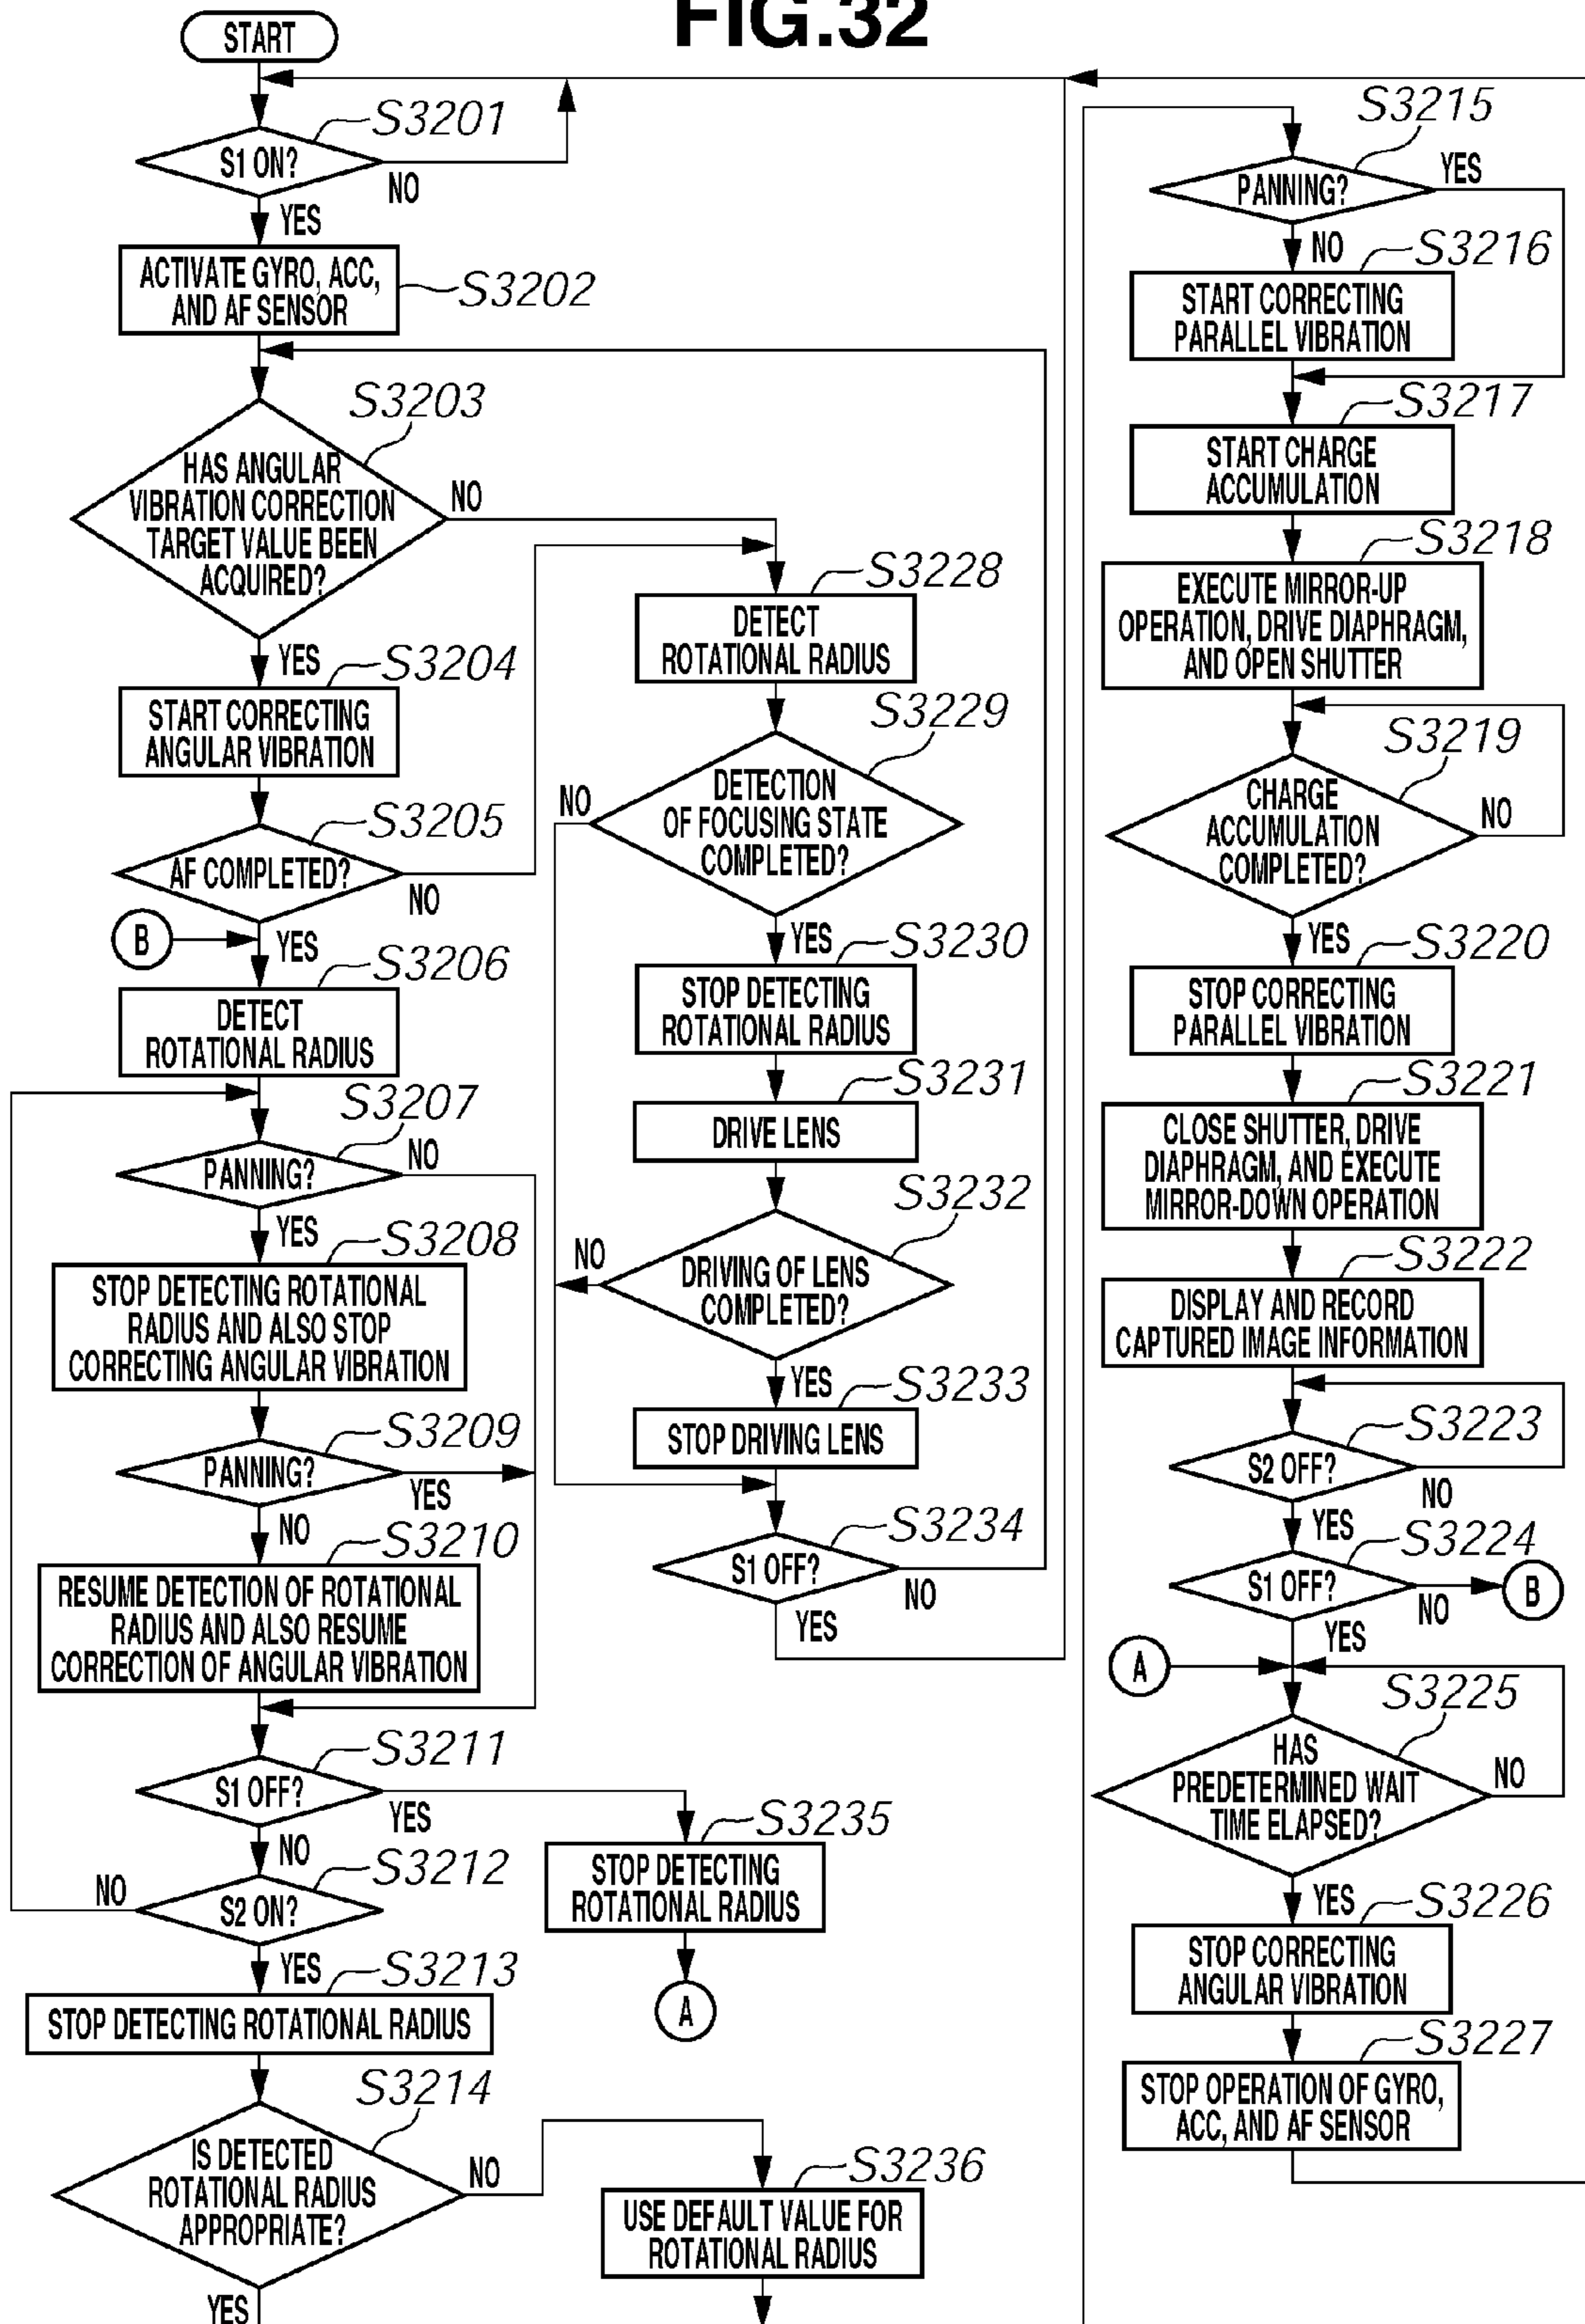 FIG.32
START
S3201
S1 ON?
NO
YES
ACTIVATE GYRO, ACC,
AND AF SENSOR
S3202
S3203
HAS ANGULAR
VIBRATION CORRECTION
TARGET VALUE BEEN
ACQUIRED?
NO
YES
S3204
START CORRECTING
ANGULAR VIBRATION
S3205
AF COMPLETED?
NO
B
YES
S3206
DETECT
ROTATIONAL RADIUS
S3207
PANNING?
NO
YES
S3208
STOP DETECTING ROTATIONAL
RADIUS AND ALSO STOP
CORRECTING ANGULAR VIBRATION
S3209
PANNING?
YES
NO
S3210
RESUME DETECTION OF ROTATIONAL
RADIUS AND ALSO RESUME
CORRECTION OF ANGULAR VIBRATION
S3211
S1 OFF?
YES
NO
S3212
NO
S2 ON?
YES
S3213
STOP DETECTING ROTATIONAL RADIUS
S3214
IS DETECTED
ROTATIONAL RADIUS
APPROPRIATE?
NO
YES
S3228
DETECT
ROTATIONAL RADIUS
S3229
DETECTION
OF FOCUSING STATE
COMPLETED?
NO
YES
S3230
STOP DETECTING
ROTATIONAL RADIUS
S3231
DRIVE LENS
S3232
NO
DRIVING OF LENS
COMPLETED?
YES
S3233
STOP DRIVING LENS
S3234
S1 OFF?
NO
YES
S3235
STOP DETECTING
ROTATIONAL RADIUS
A
S3236
USE DEFAULT VALUE FOR
ROTATIONAL RADIUS
S3215
PANNING?
YES
NO
S3216
START CORRECTING
PARALLEL VIBRATION
S3217
START CHARGE
ACCUMULATION
S3218
EXECUTE MIRROR-UP
OPERATION, DRIVE DIAPHRAGM,
AND OPEN SHUTTER
S3219
CHARGE
ACCUMULATION
COMPLETED?
NO
YES
S3220
STOP CORRECTING
PARALLEL VIBRATION
S3221
CLOSE SHUTTER, DRIVE
DIAPHRAGM, AND EXECUTE
MIRROR-DOWN OPERATION
S3222
DISPLAY AND RECORD
CAPTURED IMAGE INFORMATION
S3223
S2 OFF?
NO
YES
S3224
S1 OFF?
NO
B
YES
A
S3225
HAS
PREDETERMINED WAIT
TIME ELAPSED?
NO
YES
S3226
STOP CORRECTING
ANGULAR VIBRATION
S3227
STOP OPERATION OF GYRO,
ACC, AND AF SENSOR